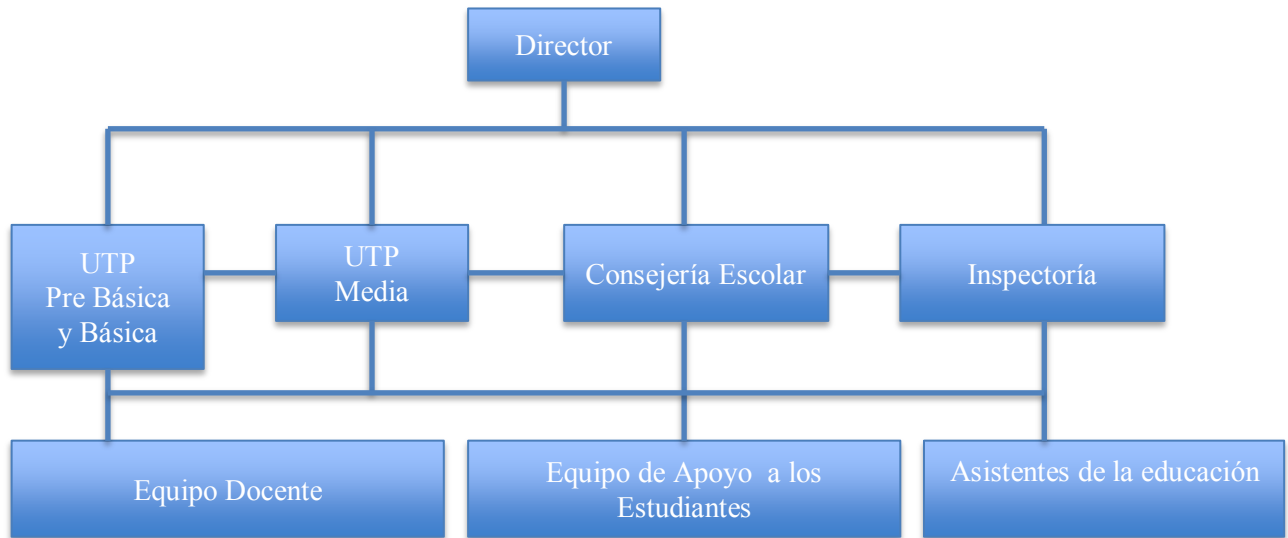 Director
UTP
Pre Básica
y Básica
UTP
Media
Consejería Escolar
Inspectoría
Equipo Docente
Equipo de Apoyo a los
Estudiantes
Asistentes de la educación